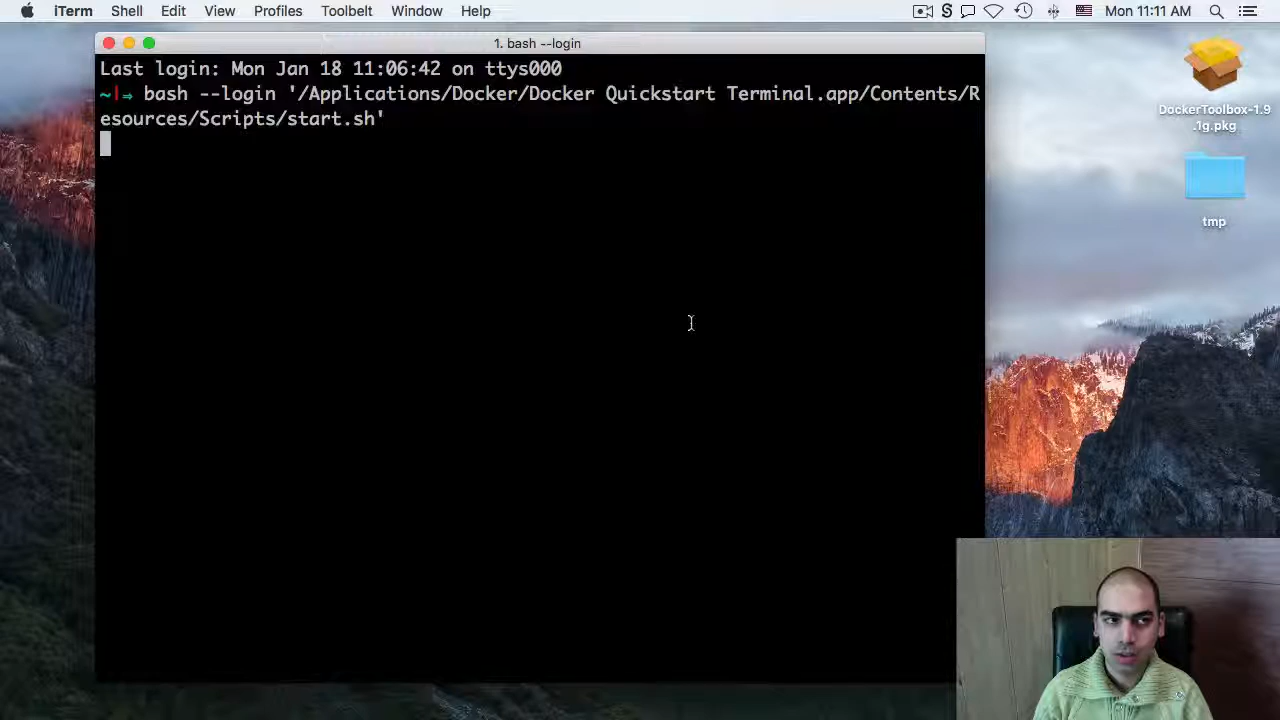 iTerm Shell Edit View Profiles Toolbelt Window Help Mon 11:11 AM
1. bash --login
Last login: Mon Jan 18 11:06:42 on ttys000
~|⇒ bash --login '/Applications/Docker/Docker Quickstart Terminal.app/Contents/R
esources/Scripts/start.sh'
DockerToolbox-1.9
.1g.pkg
tmp